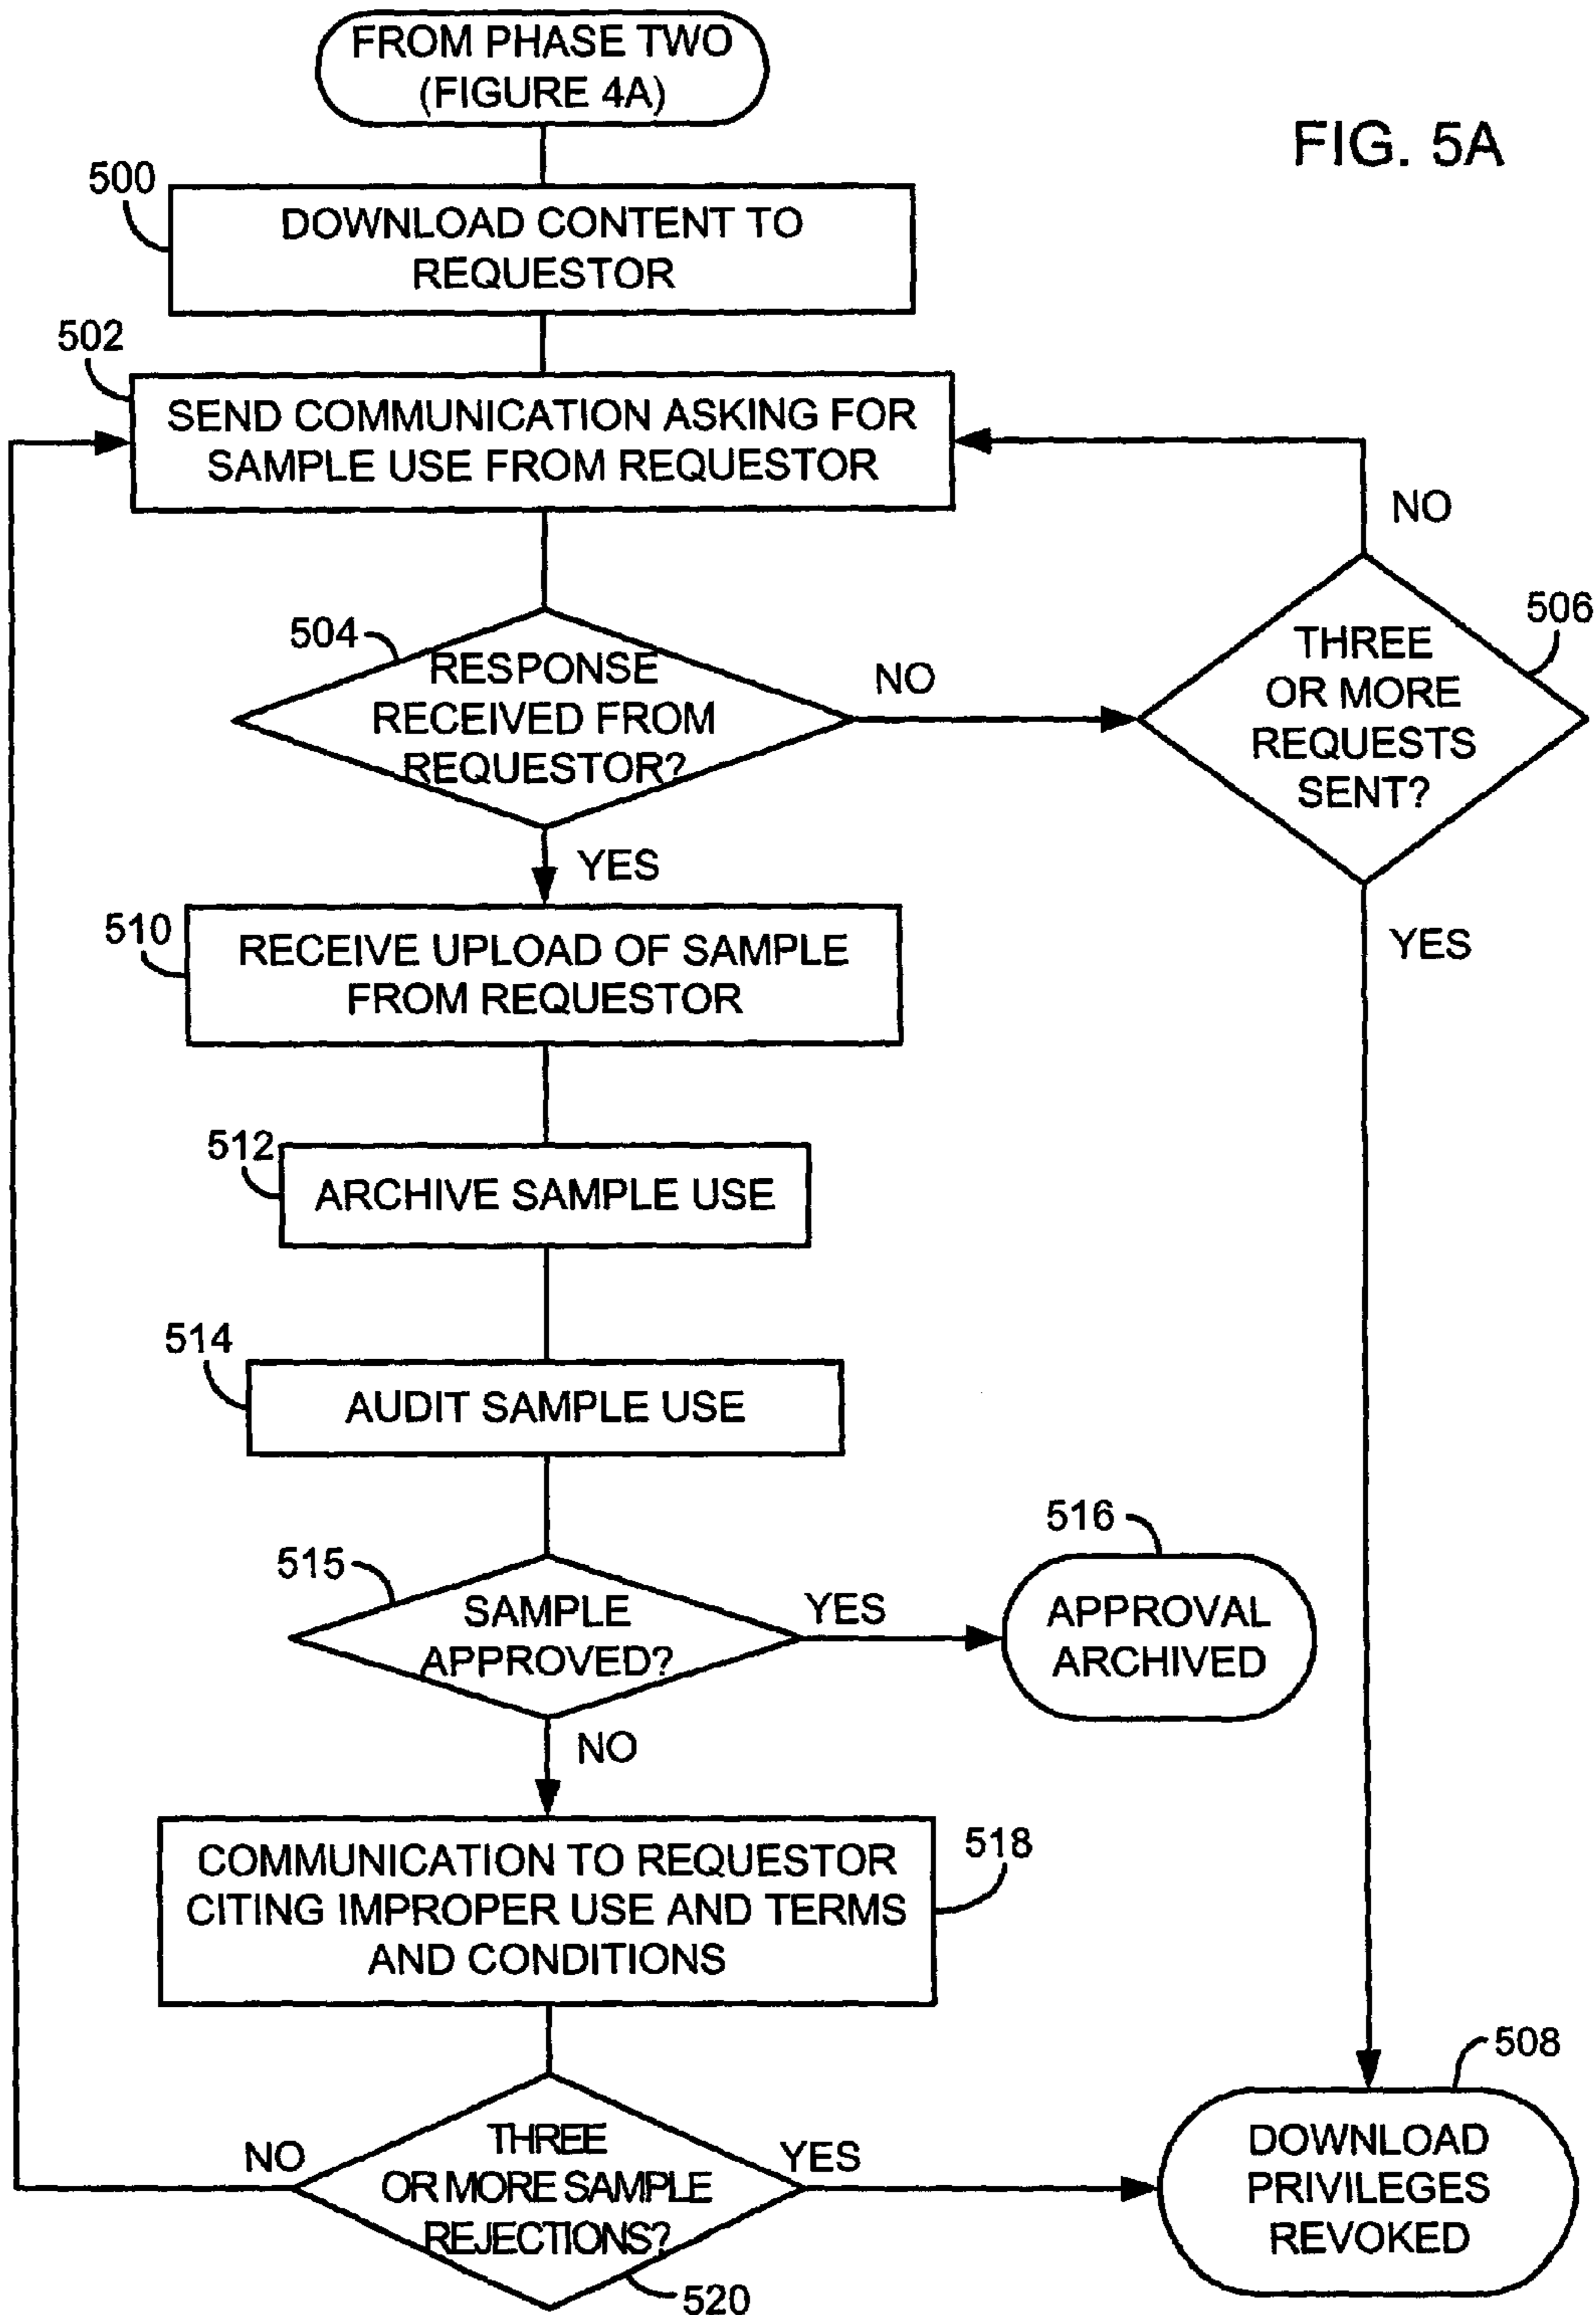 FROM PHASE TWO
(FIGURE 4A)
FIG. 5A
500
DOWNLOAD CONTENT TO
REQUESTOR
502
SEND COMMUNICATION ASKING FOR
SAMPLE USE FROM REQUESTOR
NO
504
RESPONSE
RECEIVED FROM
REQUESTOR?
NO
506
THREE
OR MORE
REQUESTS
SENT?
YES
YES
510
RECEIVE UPLOAD OF SAMPLE
FROM REQUESTOR
512
ARCHIVE SAMPLE USE
514
AUDIT SAMPLE USE
515
SAMPLE
APPROVED?
YES
516
APPROVAL
ARCHIVED
NO
518
COMMUNICATION TO REQUESTOR
CITING IMPROPER USE AND TERMS
AND CONDITIONS
NO
THREE
OR MORE SAMPLE
REJECTIONS?
520
YES
508
DOWNLOAD
PRIVILEGES
REVOKED